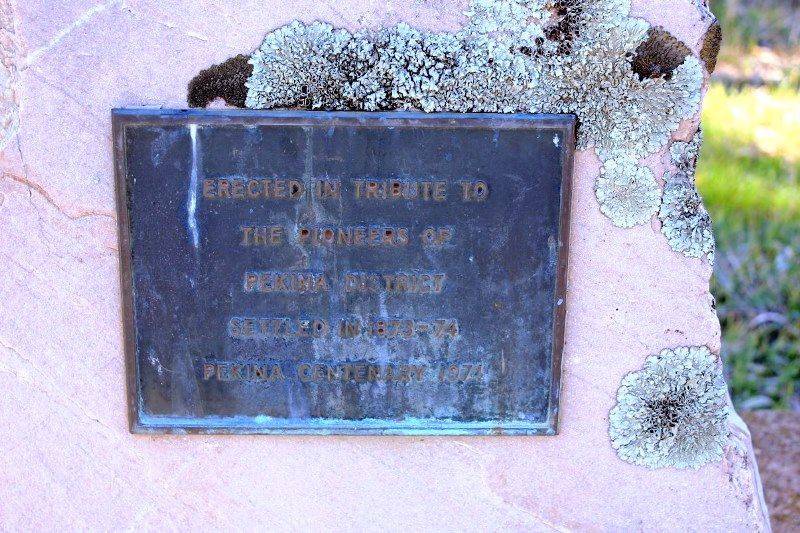 ERECTED IN TRIBUTE TO
THE PIONEERS OF
PEKINA DISTRICT
SETTLED IN 1873-74
PEKINA CENTENARY 1974